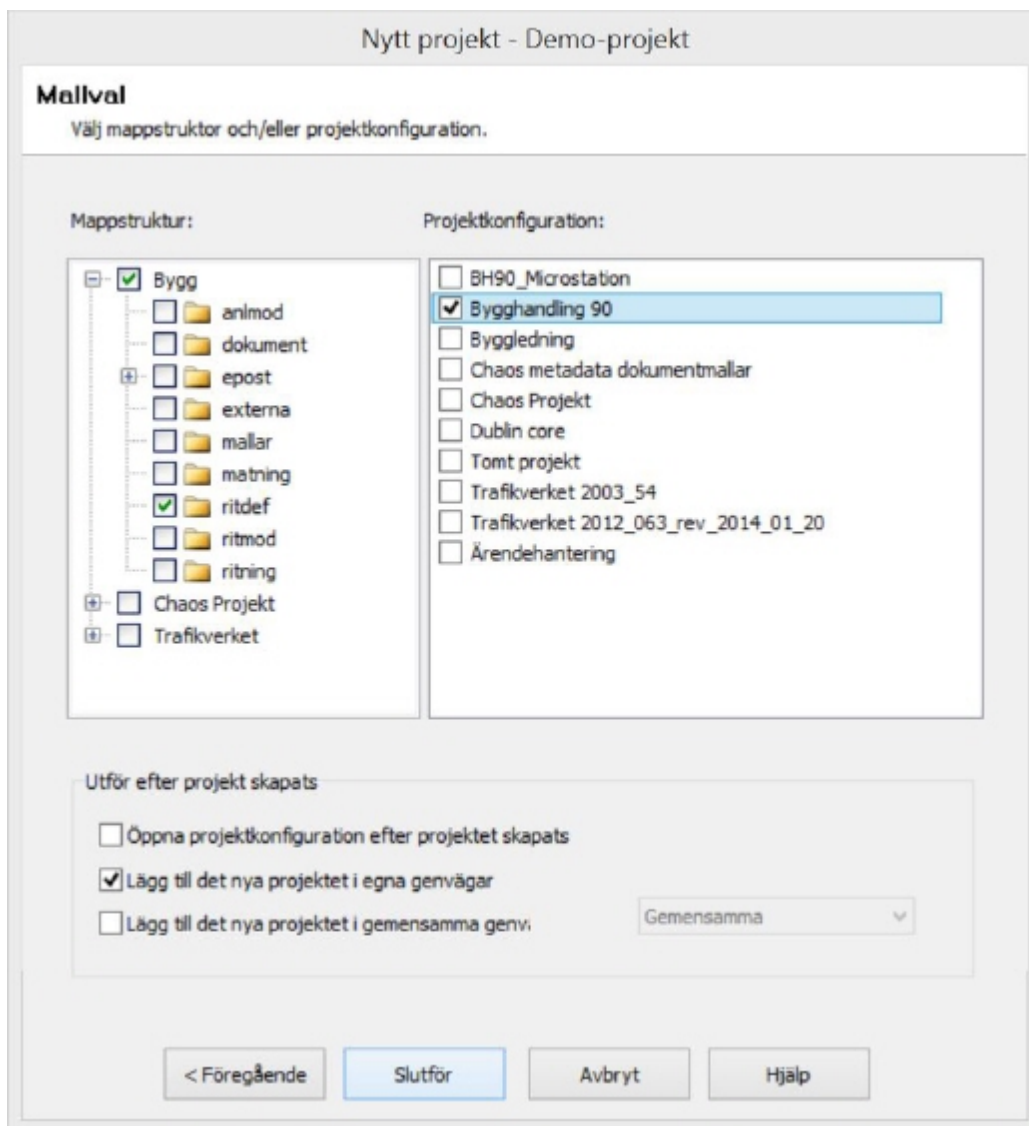 Nytt projekt - Demo-projekt
Mallval
Välj mappstruktor och/eller projektkonfiguration.
Mappstruktur:
Projektkonfiguration:
Bygg
anlmod
dokument
epost
externa
mallar
matning
ritdef
ritmod
ritning
Chaos Projekt
Trafikverket
BH90_Microstation
Bygghandling 90
Byggledning
Chaos metadata dokumentmallar
Chaos Projekt
Dublin core
Tomt projekt
Trafikverket 2003_54
Trafikverket 2012_063_rev_2014_01_20
Ärendehantering
Utför efter projekt skapats
Öppna projektkonfiguration efter projektet skapats
Lägg till det nya projektet i egna genvägar
Lägg till det nya projektet i gemensamma genvä
Gemensamma
< Föregående
Slutför
Avbryt
Hjälp